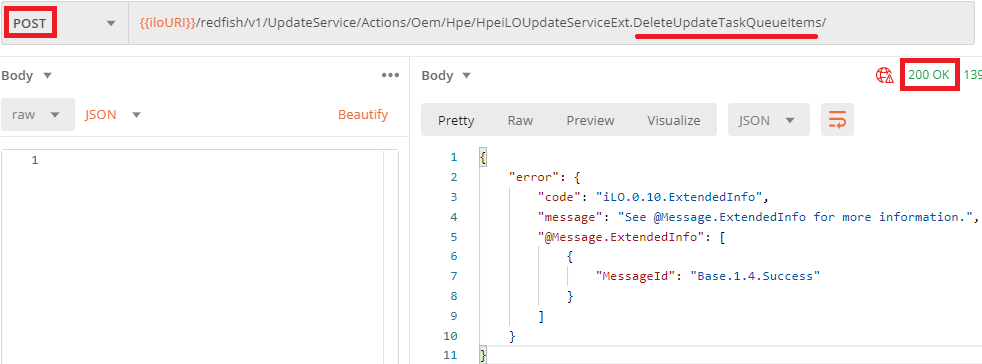 POST {{iloURI}}/redfish/v1/UpdateService/Actions/Oem/Hpe/HpeiLOUpdateServiceExt.DeleteUpdateTaskQueueItems/
Body
raw JSON Beautify
1
Body 200 OK 139
Pretty Raw Preview Visualize JSON
1 {
2 "error": {
3 "code": "iLO.0.10.ExtendedInfo",
4 "message": "See @Message.ExtendedInfo for more information.",
5 "@Message.ExtendedInfo": [
6 {
7 "MessageId": "Base.1.4.Success"
8 }
9 ]
10 }
11 }